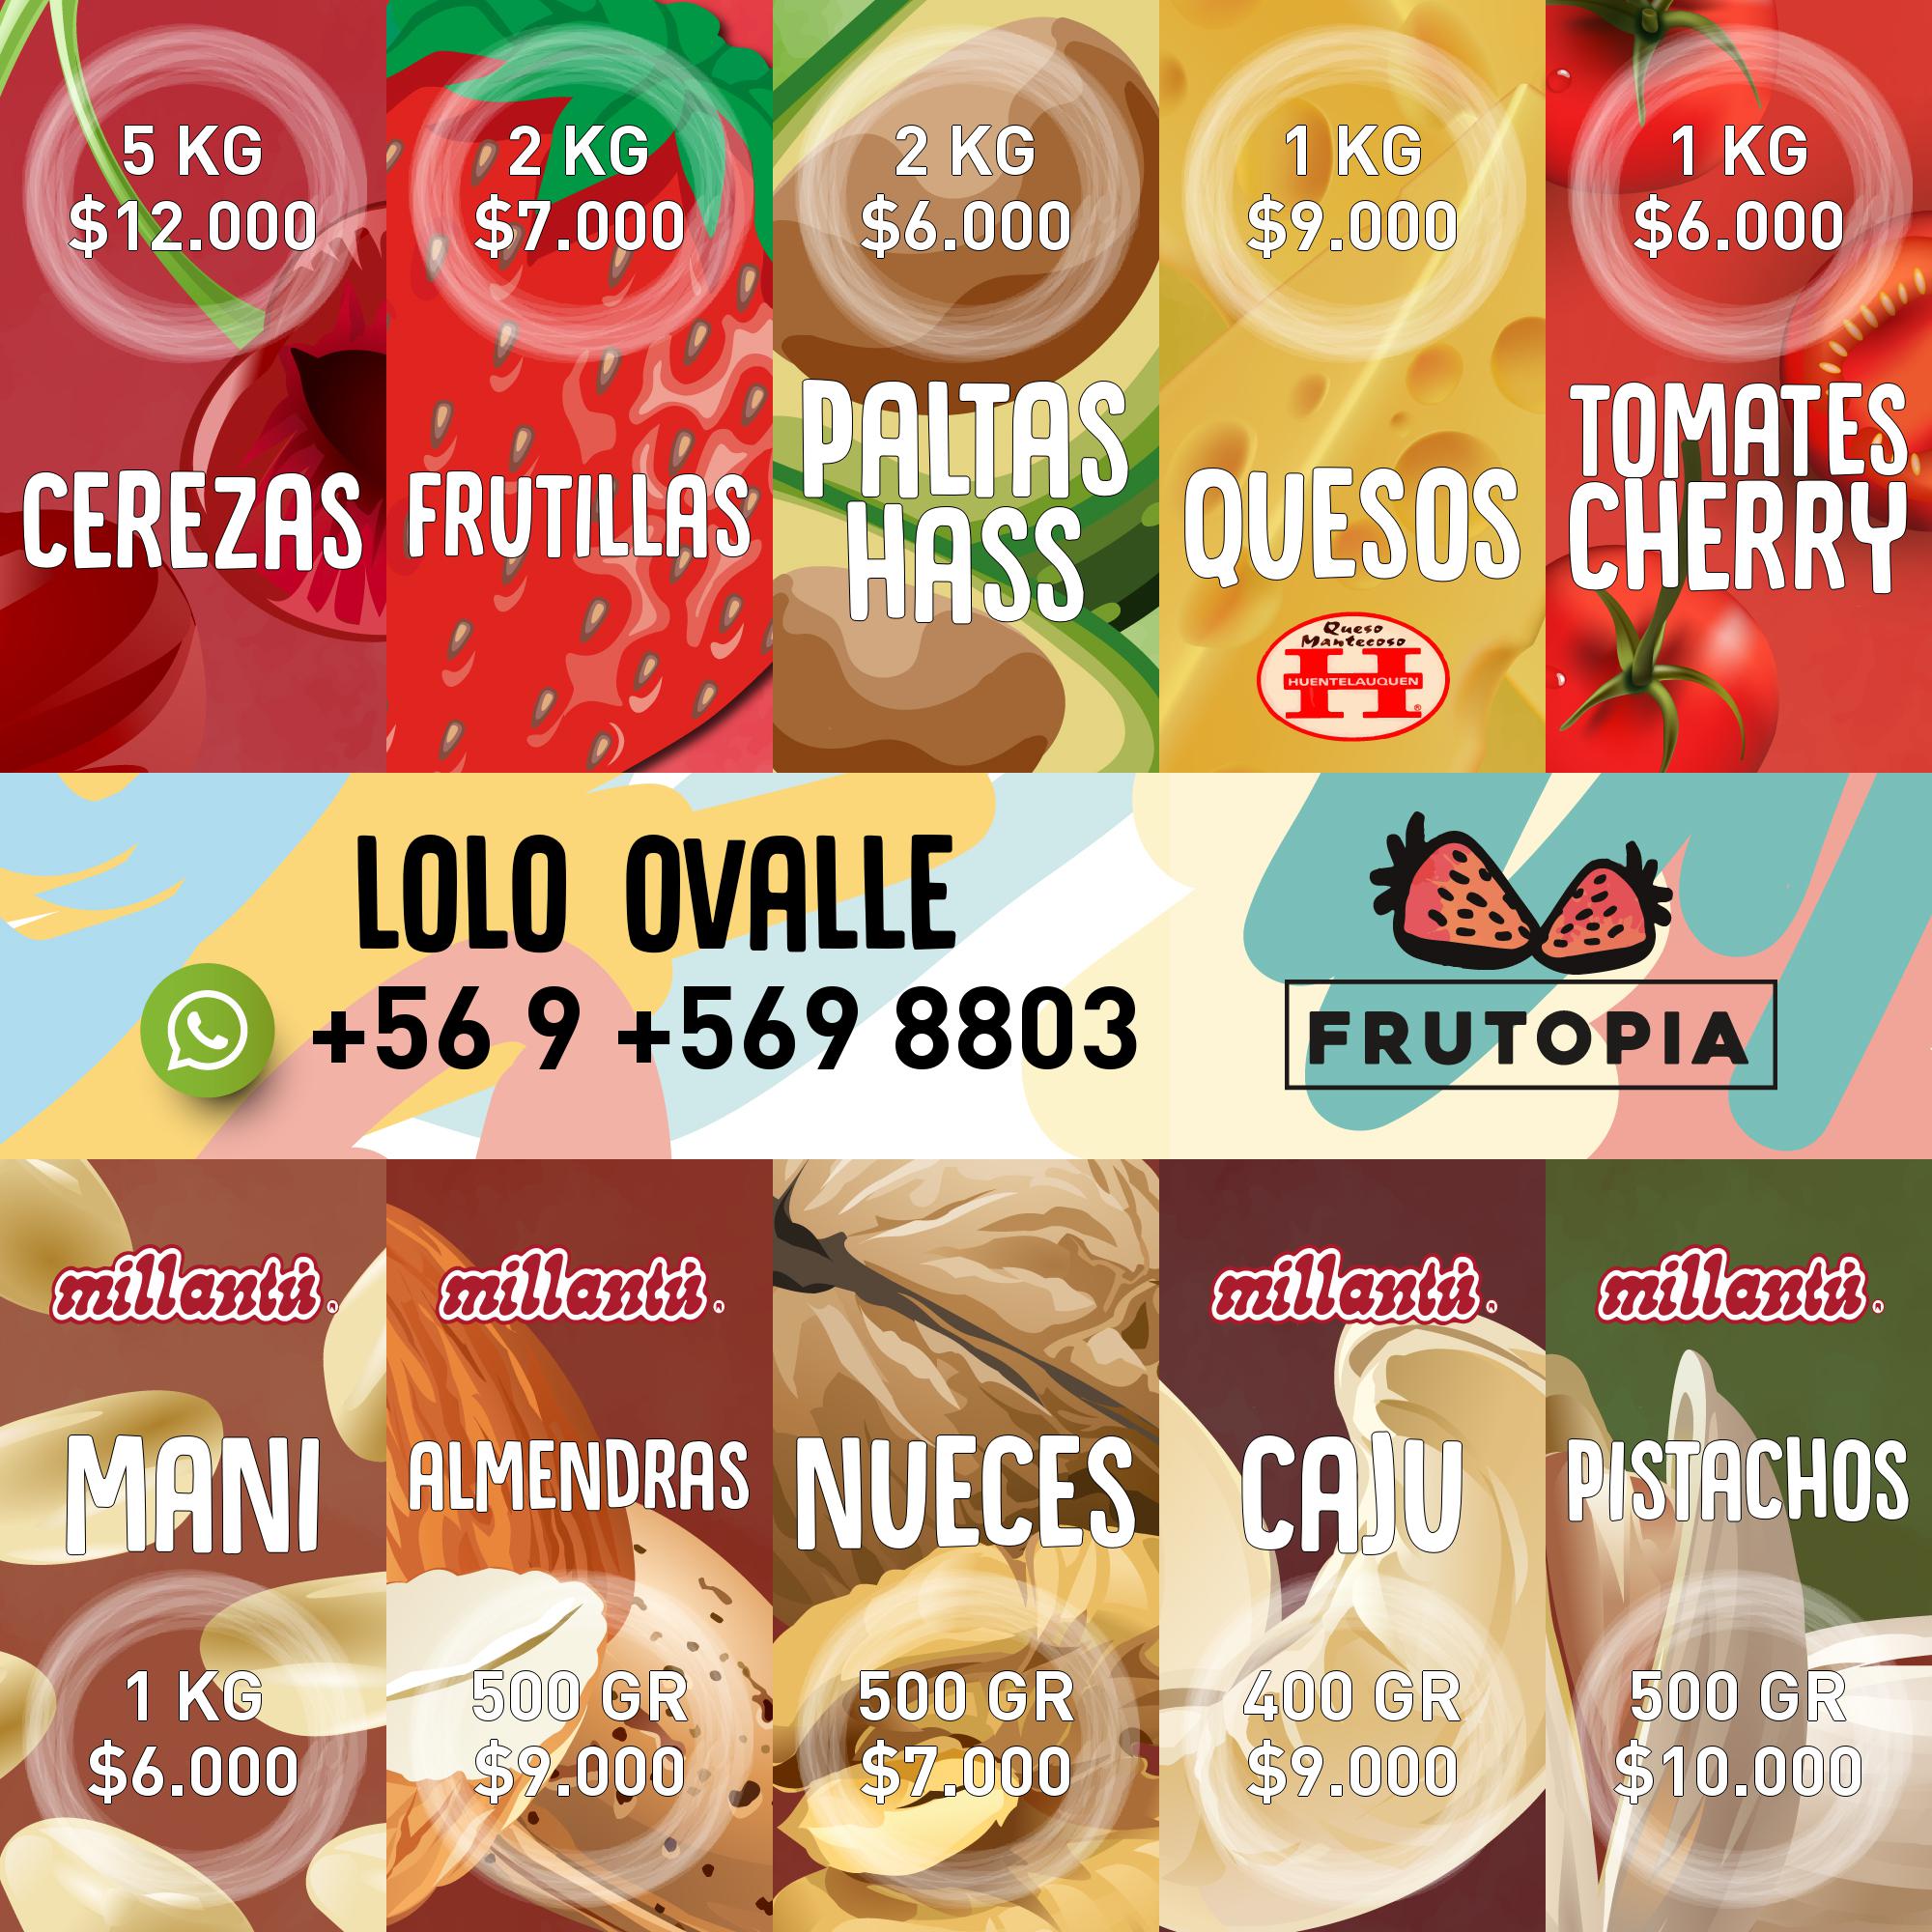 5 KG
$12.000
CEREZAS
2 KG
$7.000
FRUTILLAS
2 KG
$6.000
PALTAS
HASS
1 KG
$9.000
QUESOS
Queso
Mantecoso
H
HUENTELAUQUEN
®
1 KG
$6.000
TOMATES
CHERRY
LOLO OVALLE
+56 9 +569 8803
FRUTOPIA
millantú®
MANI
1 KG
$6.000
millantú®
ALMENDRAS
500 GR
$9.000
NUECES
500 GR
$7.000
millantú®
CAJU
400 GR
$9.000
millantú®
PISTACHOS
500 GR
$10.000